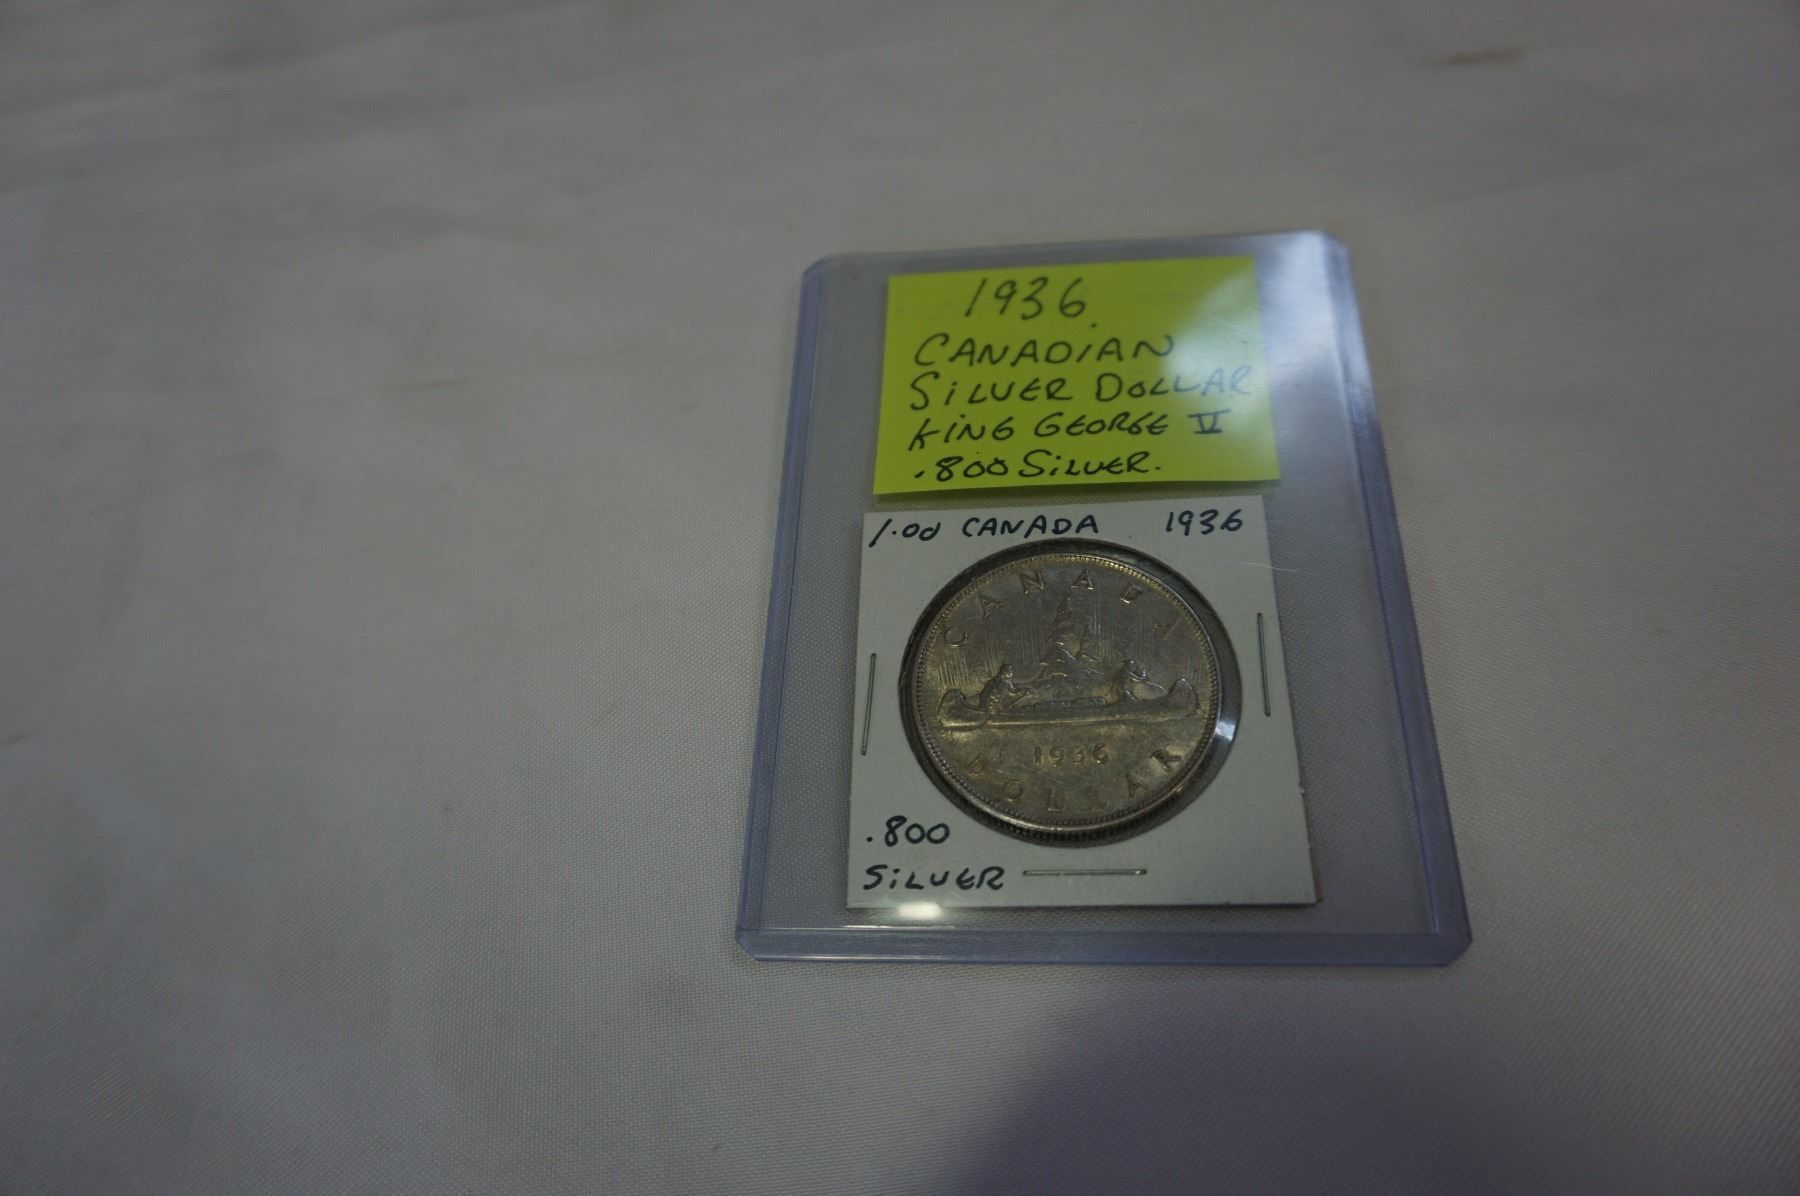 1936
CANADIAN
SiLVER DOLLAR
KiNG GEORGE V
.800 SiLVER.
1.00 CANADA 1936
CANADA
1936
DOLLAR
.800
SiLVER